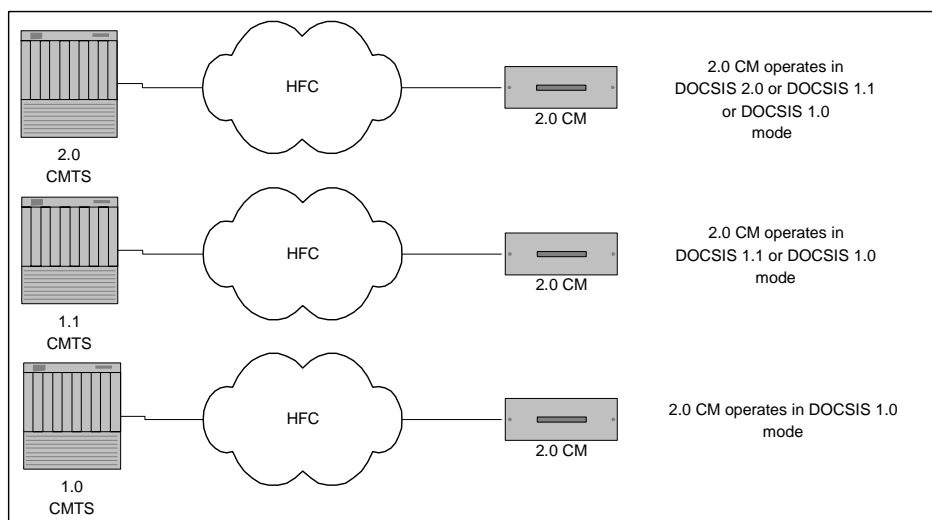 HFC
2.0 CM
2.0 CM operates in
DOCSIS 2.0 or DOCSIS 1.1
or DOCSIS 1.0
mode
2.0
CMTS
HFC
2.0 CM
2.0 CM operates in
DOCSIS 1.1 or DOCSIS 1.0
mode
1.1
CMTS
HFC
2.0 CM
2.0 CM operates in DOCSIS 1.0
mode
1.0
CMTS